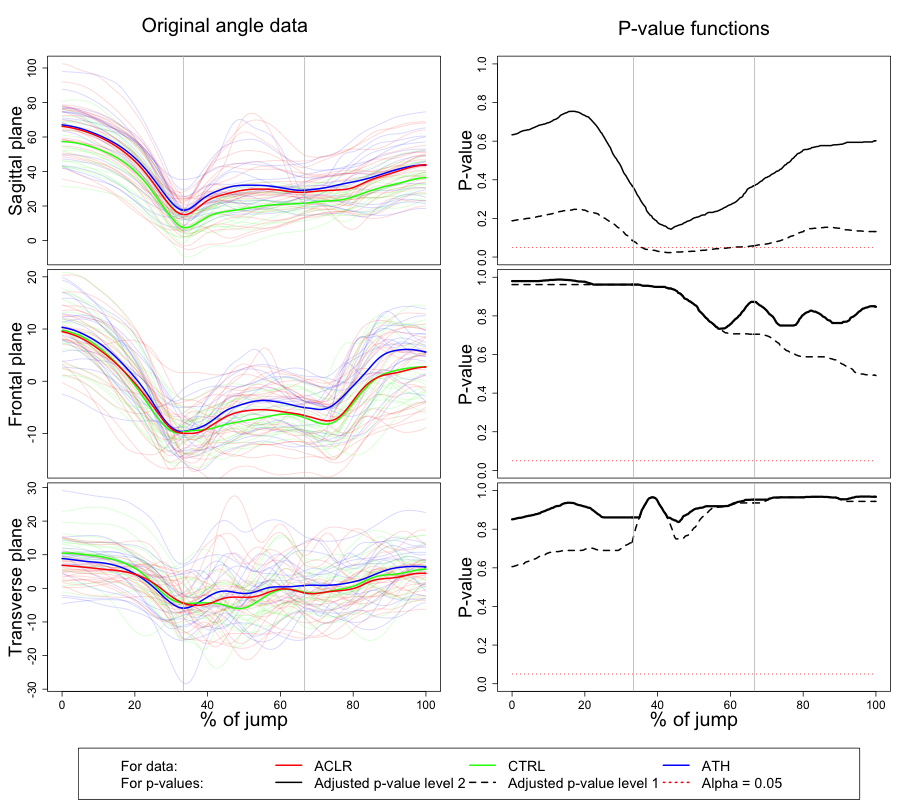 Original angle data
P-value functions
Sagittal plane
0 20 40 60 80 100
P-value
0.0 0.2 0.4 0.6 0.8 1.0
Frontal plane
-10 0 10 20
P-value
0.0 0.2 0.4 0.6 0.8 1.0
Transverse plane
-30 -20 -10 0 10 20 30
P-value
0.0 0.2 0.4 0.6 0.8 1.0
0 20 40 60 80 100
0 20 40 60 80 100
% of jump
% of jump
For data: ACLR CTRL ATH
For p-values: Adjusted p-value level 2 Adjusted p-value level 1 Alpha = 0.05